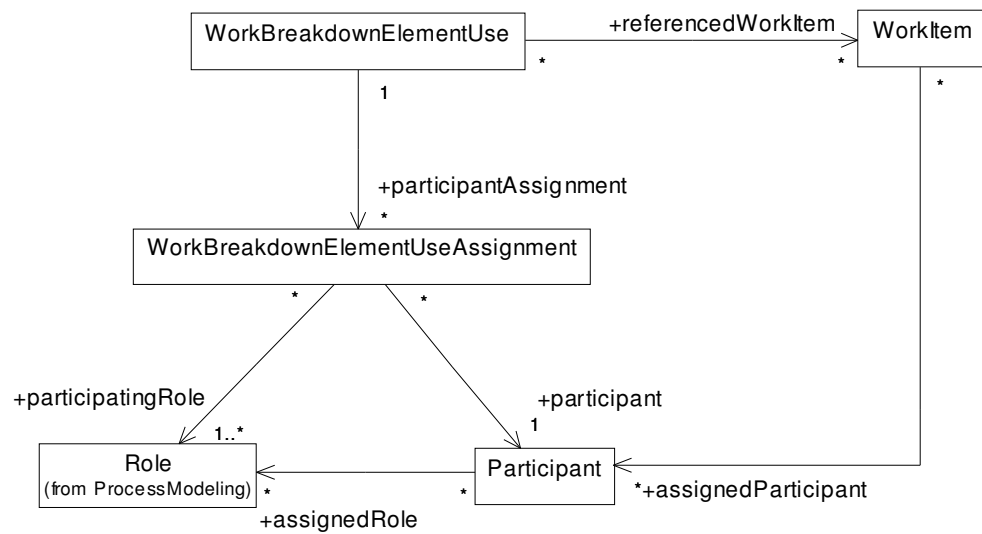 WorkBreakdownElementUse
+referencedWorkItem
WorkItem
*
*
*
1
+participantAssignment
*
WorkBreakdownElementUseAssignment
*
*
+participatingRole
+participant
1..*
1
Role
(from ProcessModeling)
Participant
*
*
*+assignedParticipant
+assignedRole